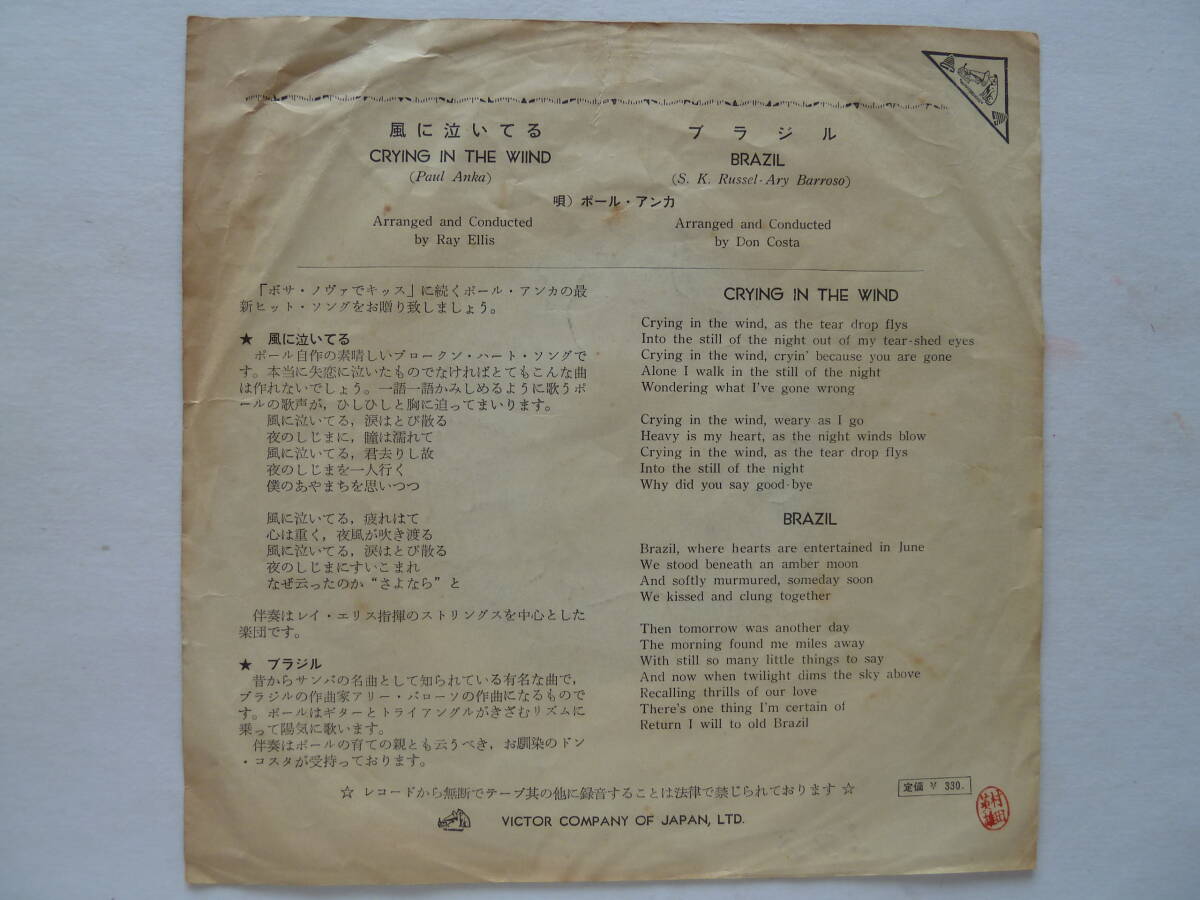 風に泣いてる
CRYING IN THE WIIND
(Paul Anka)
ブラジル
BRAZIL
(S. K. Russel-Ary Barroso)
唄）ポール・アンカ
Arranged and Conducted
by Ray Ellis
Arranged and Conducted
by Don Costa
「ボサ・ノヴァでキッス」に続くポール・アンカの最
新ヒット・ソングをお贈り致しましょう。
★ 風に泣いてる
ポール自作の素晴しいブロークン・ハート・ソングで
す。本当に失恋に泣いたものでなければとてもこんな曲
は作れないでしょう。一語一語かみしめるように歌うポ
ールの歌声が，ひしひしと胸に迫ってまいります。
風に泣いてる，涙はとび散る
夜のしじまに，瞳は濡れて
風に泣いてる，君去りし故
夜のしじまを一人行く
僕のあやまちを思いつつ
風に泣いてる，疲れはて
心は重く，夜風が吹き渡る
風に泣いてる，涙はとび散る
夜のしじまにすいこまれ
なぜ云ったのか“さよなら”と
伴奏はレイ・エリス指揮のストリングスを中心とした
楽団です。
★ ブラジル
昔からサンバの名曲として知られている有名な曲で，
ブラジルの作曲家アリー・バローソの作曲になるもので
す。ポールはギターとトライアングルがきざむリズムに
乗って陽気に歌います。
伴奏はポールの育ての親とも云うべき，お馴染のドン
・コスタが受持っております。
CRYING IN THE WIND
Crying in the wind, as the tear drop flys
Into the still of the night out of my tear-shed eyes
Crying in the wind, cryin' because you are gone
Alone I walk in the still of the night
Wondering what I've gone wrong
Crying in the wind, weary as I go
Heavy is my heart, as the night winds blow
Crying in the wind, as the tear drop flys
Into the still of the night
Why did you say good-bye
BRAZIL
Brazil, where hearts are entertained in June
We stood beneath an amber moon
And softly murmured, someday soon
We kissed and clung together
Then tomorrow was another day
The morning found me miles away
With still so many little things to say
And now when twilight dims the sky above
Recalling thrills of our love
There's one thing I'm certain of
Return I will to old Brazil
☆ レコードから無断でテープ其の他に録音することは法律で禁じられております ☆
定価 ¥ 330.
VICTOR COMPANY OF JAPAN, LTD.
村田